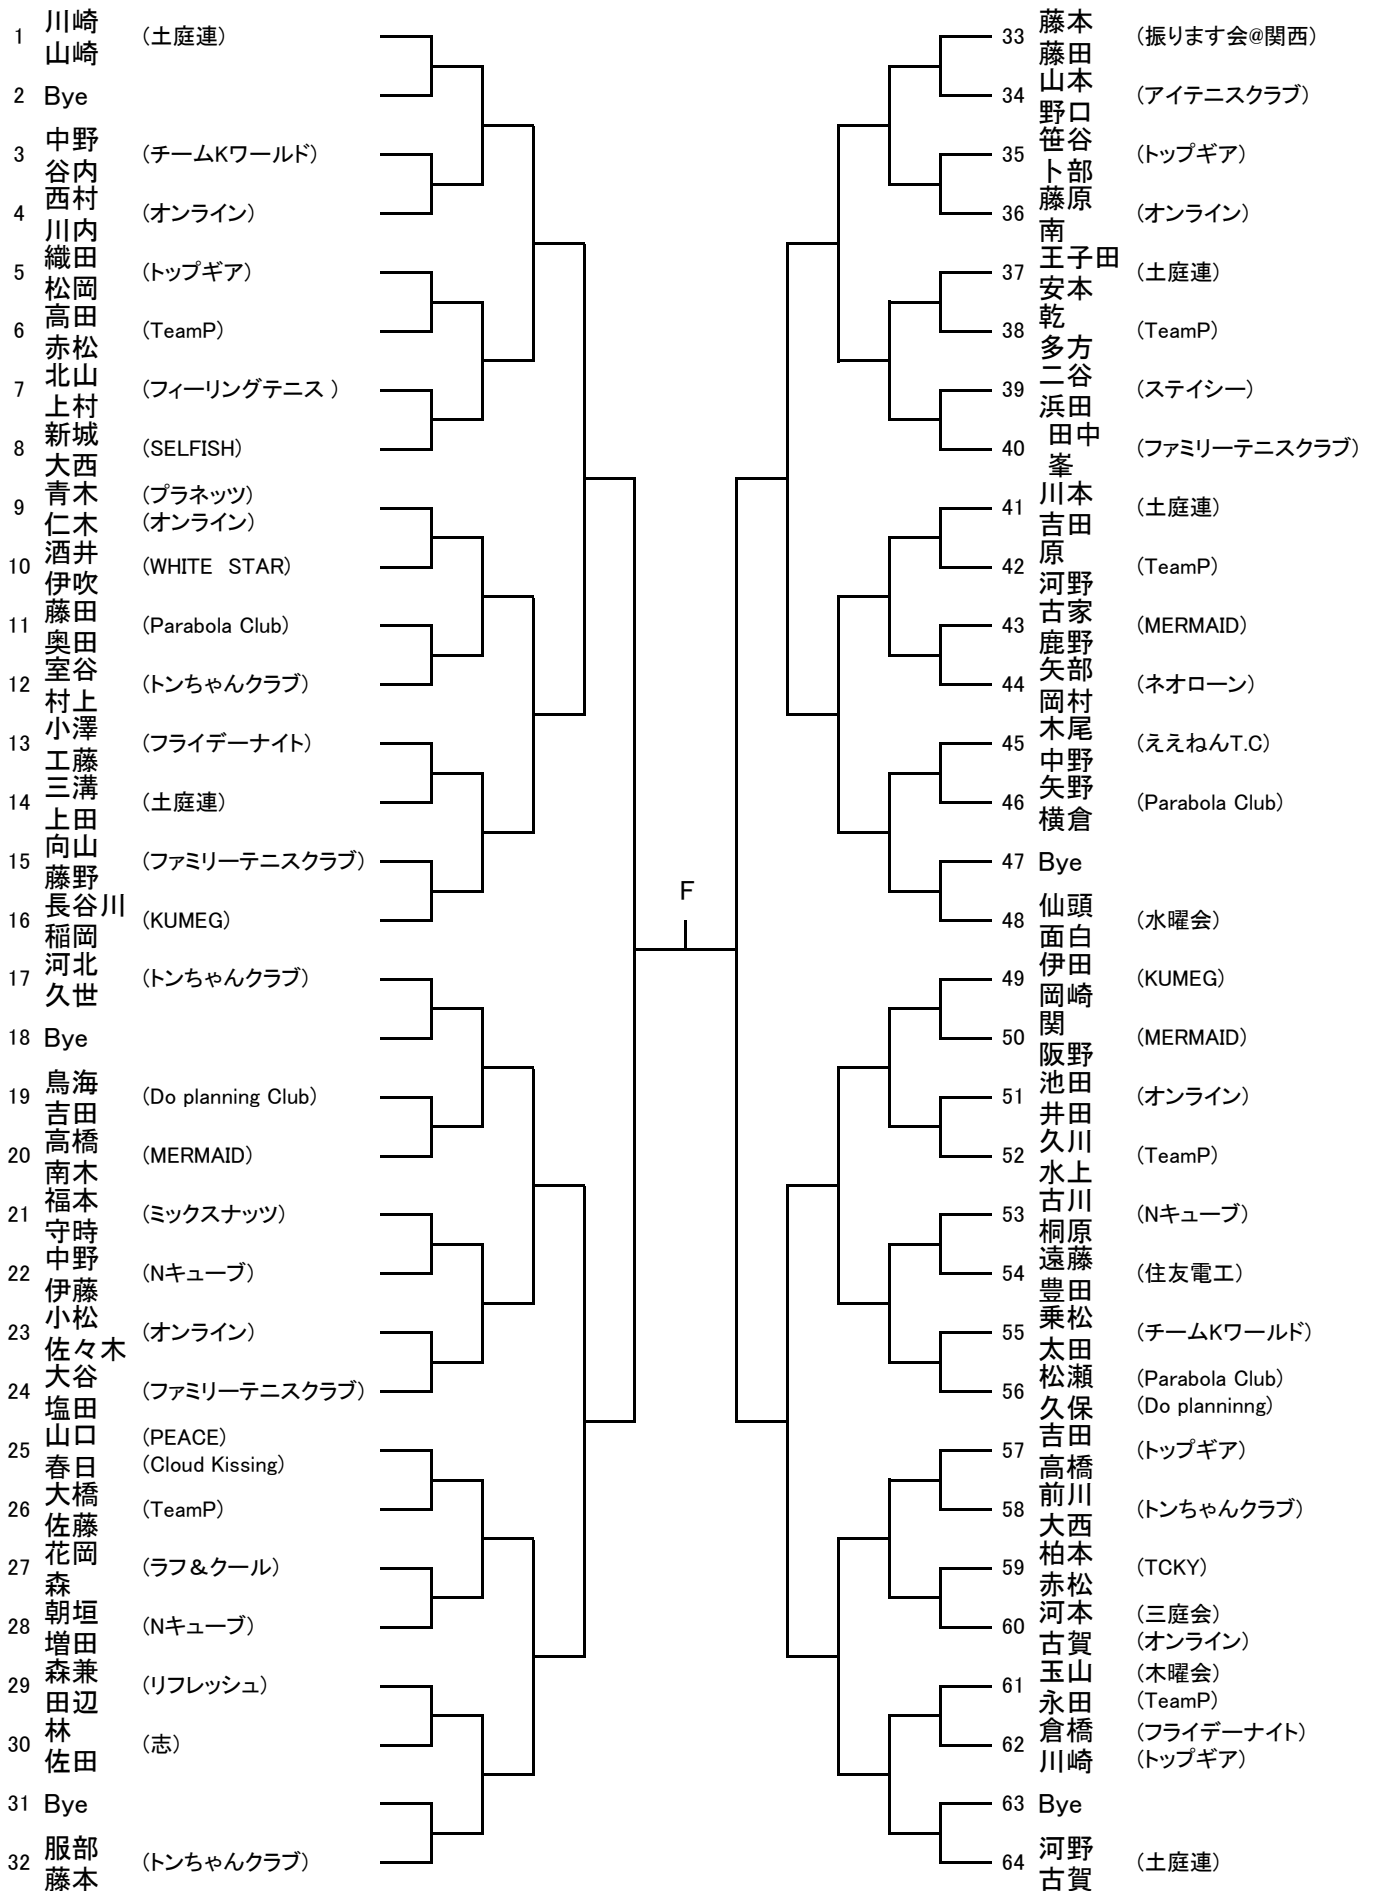 1 川崎 (土庭連)
山崎
2 Bye
3 中野 (チームKワールド)
谷内
4 西村 (オンライン)
川内
5 織田 (トップギア)
松岡
6 高田 (TeamP)
赤松
7 北山 (フィーリングテニス )
上村
8 新城 (SELFISH)
大西
9 青木 (プラネッツ)
仁木 (オンライン)
10 酒井 (WHITE STAR)
伊吹
11 藤田 (Parabola Club)
奥田
12 室谷 (トンちゃんクラブ)
村上
13 小澤 (フライデーナイト)
工藤
14 三溝 (土庭連)
上田
15 向山 (ファミリーテニスクラブ)
藤野
16 長谷川 (KUMEG)
稲岡
17 河北 (トンちゃんクラブ)
久世
18 Bye
19 鳥海 (Do planning Club)
吉田
20 高橋 (MERMAID)
南木
21 福本 (ミックスナッツ)
守時
22 中野 (Nキューブ)
伊藤
23 小松 (オンライン)
佐々木
24 大谷 (ファミリーテニスクラブ)
塩田
25 山口 (PEACE)
春日 (Cloud Kissing)
26 大橋 (TeamP)
佐藤
27 花岡 (ラフ&クール)
森
28 朝垣 (Nキューブ)
増田
29 森兼 (リフレッシュ)
田辺
30 林 (志)
佐田
31 Bye
32 服部 (トンちゃんクラブ)
藤本
F
33 藤本 (振ります会@関西)
藤田
34 山本 (アイテニスクラブ)
野口
35 笹谷 (トップギア)
卜部
36 藤原 (オンライン)
南
37 王子田 (土庭連)
安本
38 乾 (TeamP)
多方
39 二谷 (ステイシー)
浜田
40 田中 (ファミリーテニスクラブ)
峯
41 川本 (土庭連)
吉田
42 原 (TeamP)
河野
43 古家 (MERMAID)
鹿野
44 矢部 (ネオローン)
岡村
45 木尾 (ええねんT.C)
中野
46 矢野 (Parabola Club)
横倉
47 Bye
48 仙頭 (水曜会)
面白
49 伊田 (KUMEG)
岡崎
50 関 (MERMAID)
阪野
51 池田 (オンライン)
井田
52 久川 (TeamP)
水上
53 古川 (Nキューブ)
桐原
54 遠藤 (住友電工)
豊田
55 乗松 (チームKワールド)
太田
56 松瀬 (Parabola Club)
久保 (Do planninng)
57 吉田 (トップギア)
高橋
58 前川 (トンちゃんクラブ)
大西
59 柏本 (TCKY)
赤松
60 河本 (三庭会)
古賀 (オンライン)
61 玉山 (木曜会)
永田 (TeamP)
62 倉橋 (フライデーナイト)
川崎 (トップギア)
63 Bye
64 河野 (土庭連)
古賀